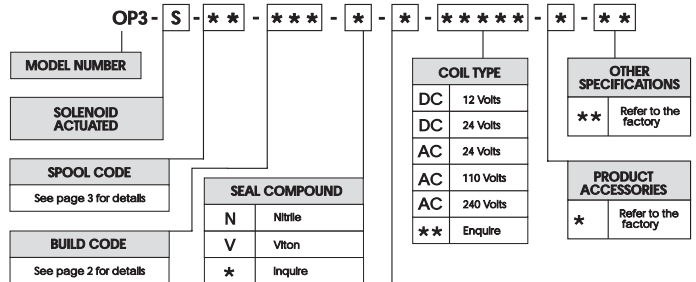 OP3 - S - ** - *** - * - * - ***** - * - **
MODEL NUMBER
SOLENOID
ACTUATED
SPOOL CODE
See page 3 for details
BUILD CODE
See page 2 for details
SEAL COMPOUND
N Nitrile
V Viton
* Inquire
COIL TYPE
DC 12 Volts
DC 24 Volts
AC 24 Volts
AC 110 Volts
AC 240 Volts
** Enquire
OTHER
SPECIFICATIONS
** Refer to the
factory
PRODUCT
ACCESSORIES
* Refer to the
factory